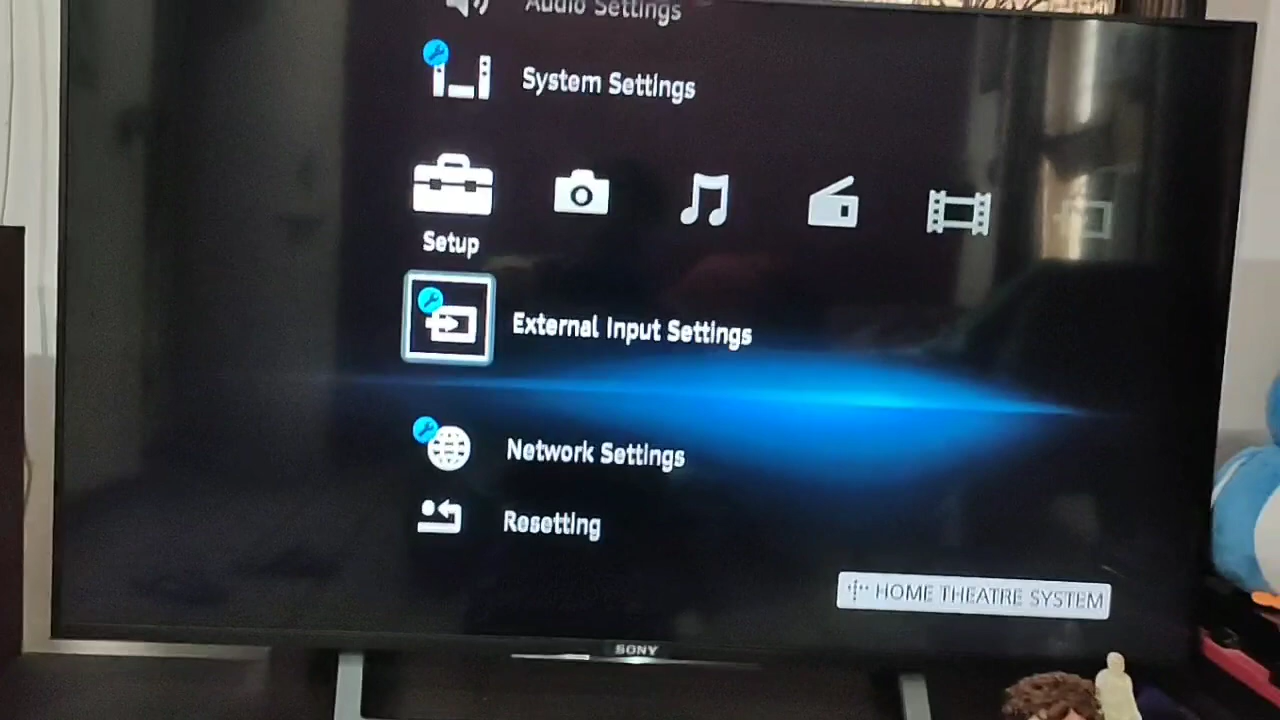 Audio Settings
System Settings
Setup
External Input Settings
Network Settings
Resetting
HOME THEATRE SYSTEM
SONY